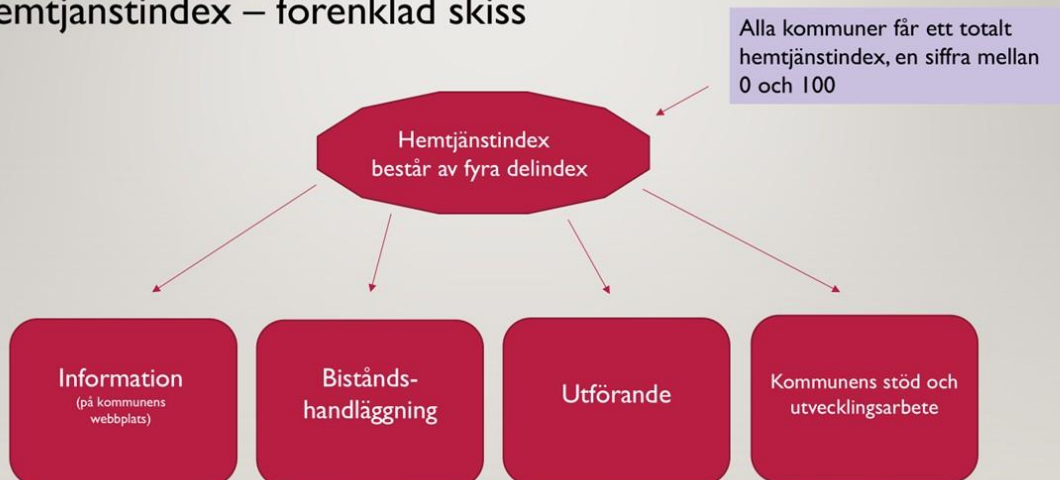 emtjänstindex – förenklad skiss
Alla kommuner får ett totalt
hemtjänstindex, en siffra mellan
0 och 100
Hemtjänstindex
består av fyra delindex
Information
(på kommunens
webbplats)
Bistånds-
handläggning
Utförande
Kommunens stöd och
utvecklingsarbete